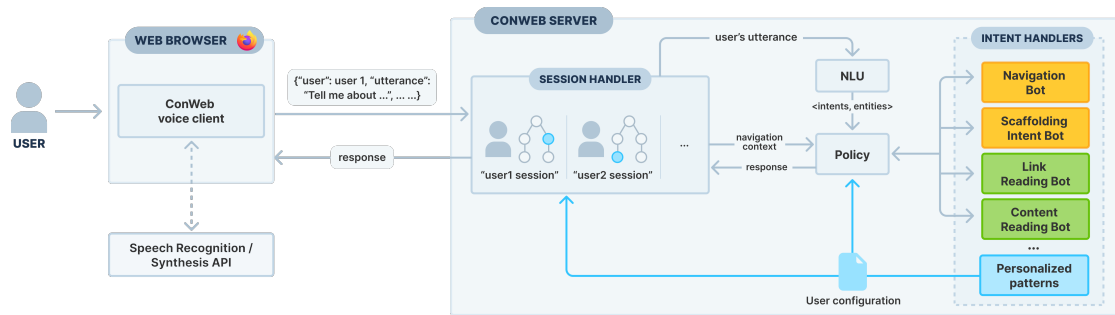 CONWEB SERVER
WEB BROWSER
USER
ConWeb
voice client
Speech Recognition /
Synthesis API
{“user”: user 1, “utterance”:
“Tell me about ...”, ... ...}
response
SESSION HANDLER
“user1 session”
“user2 session”
...
user’s utterance
NLU
<intents, entities>
navigation
context
response
Policy
User configuration
INTENT HANDLERS
Navigation
Bot
Scaffolding
Intent Bot
Link
Reading Bot
Content
Reading Bot
...
Personalized
patterns